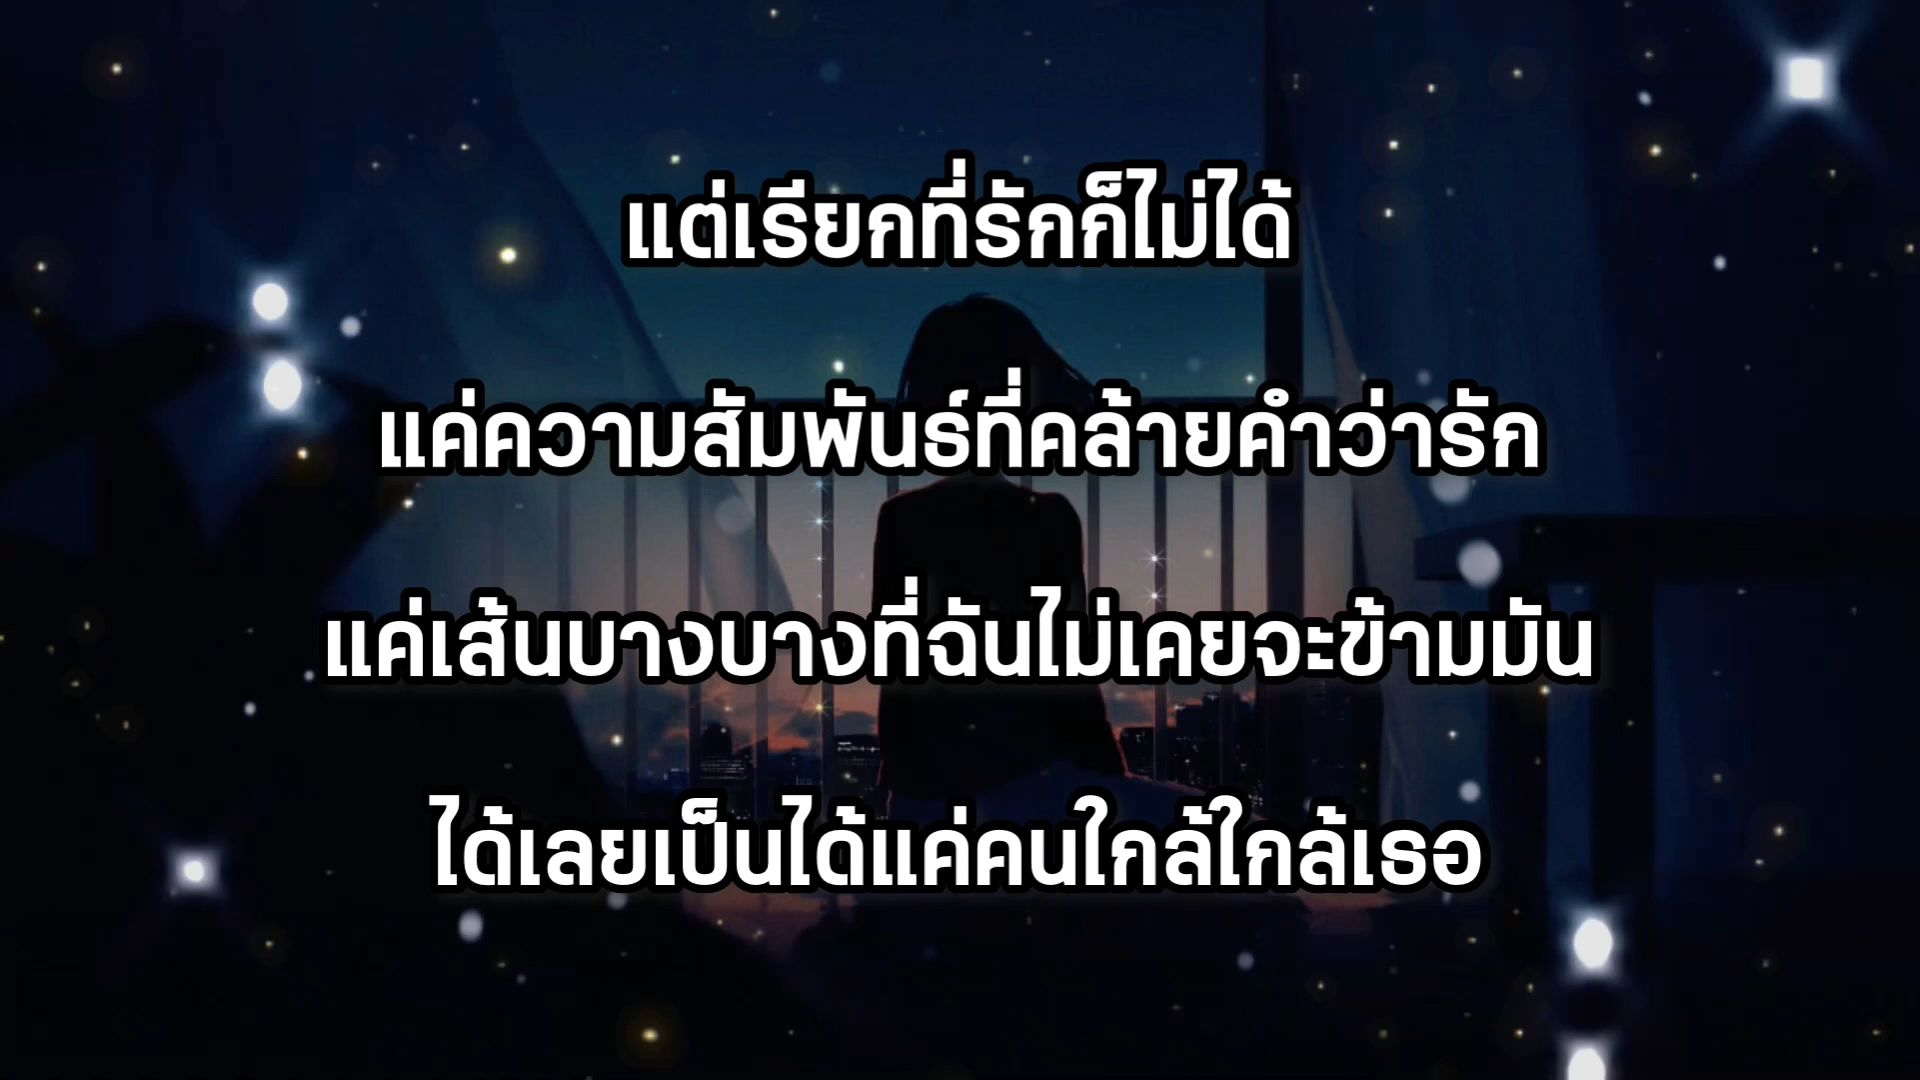 แต่เรียกที่รักก็ไม่ได้
แค่ความสัมพันธ์ที่คล้ายคำว่ารัก
แค่เส้นบางบางที่ฉันไม่เคยจะข้ามมัน
ได้เลยเป็นได้แค่คนใกล้ใกล้เธอ